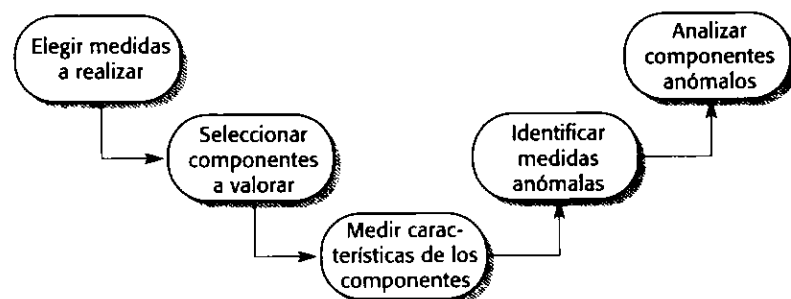 Elegir medidas
a realizar
Seleccionar
componentes
a valorar
Medir carac-
terísticas de los
componentes
Identificar
medidas
anómalas
Analizar
componentes
anómalos